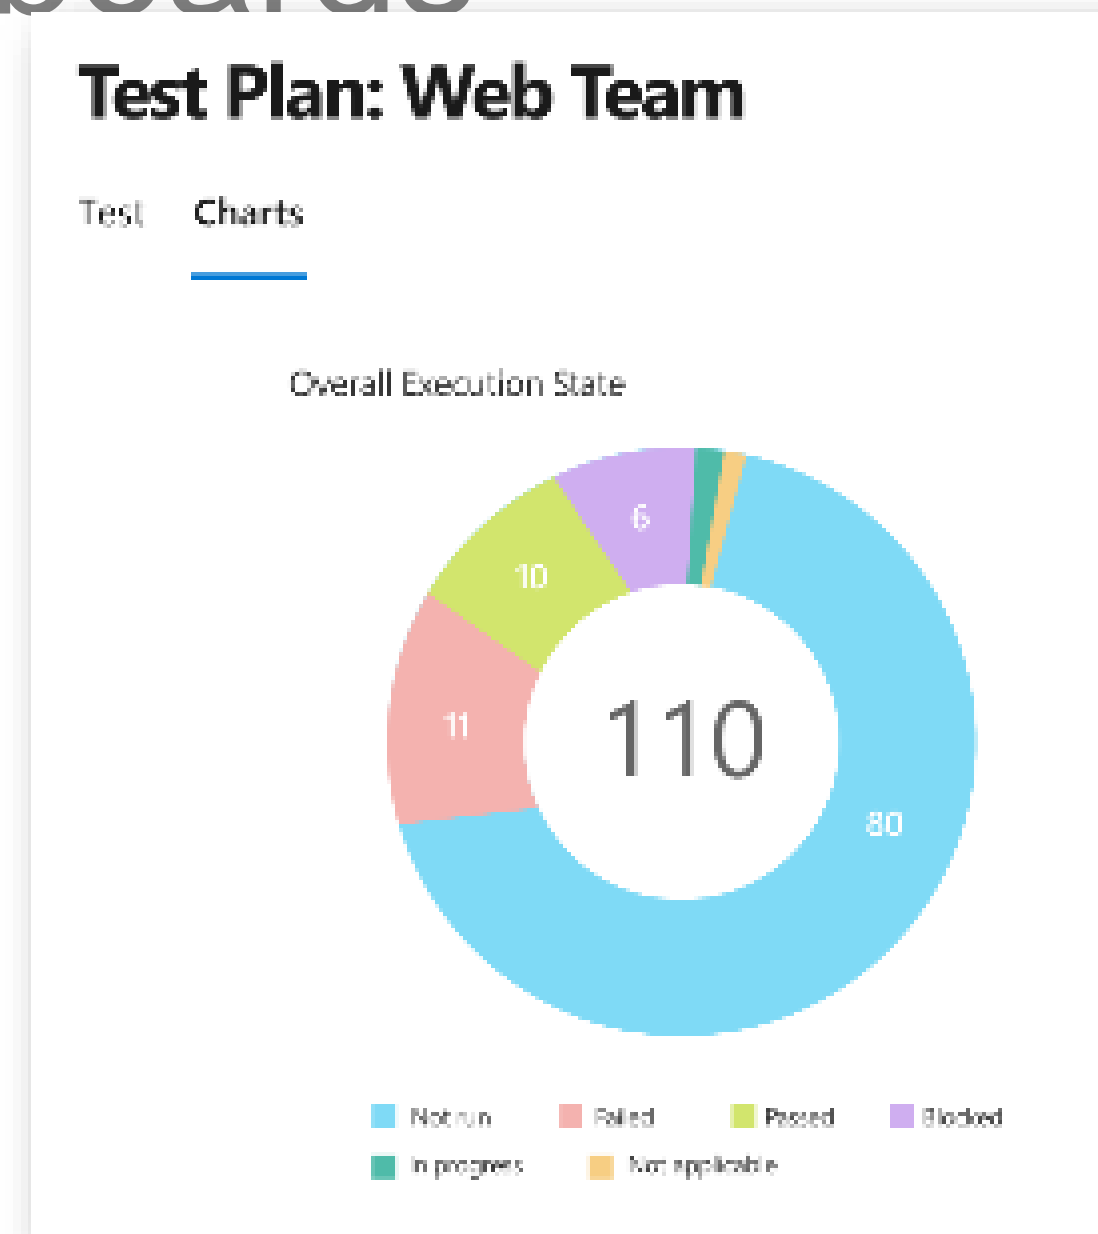 boards
Test Plan: Web Team
Test Charts
Overall Execution State
6
10
11
110
80
Not run Failed Passed Blocked
In progress Not applicable